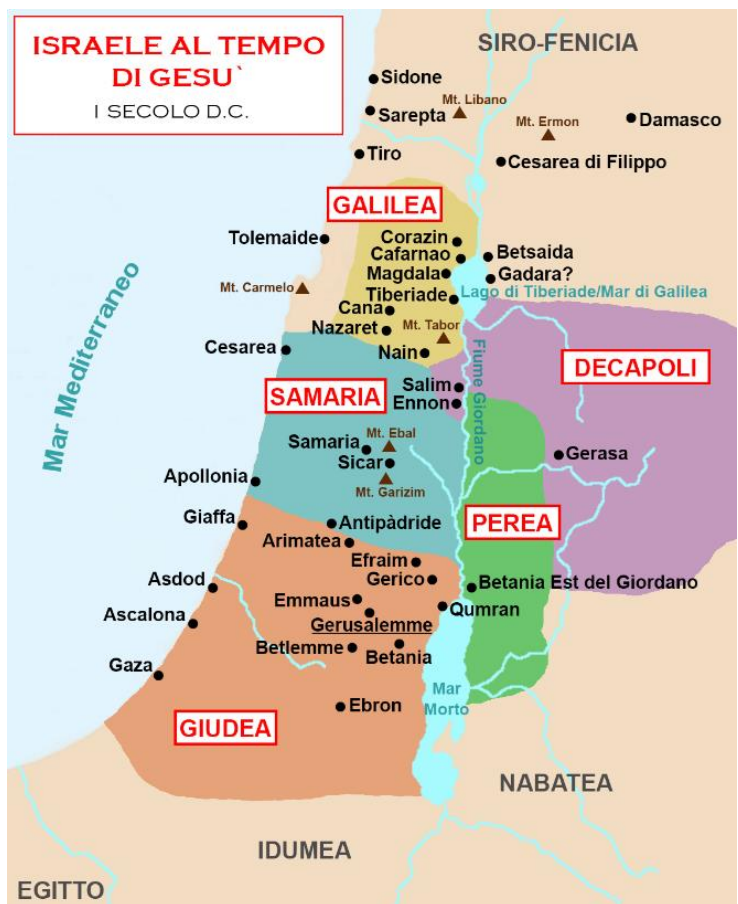 ISRAELE AL TEMPO
DI GESU`
I SECOLO D.C.
SIRO-FENICIA
Sidone
Mt. Libano
Sarepta
Mt. Ermon
Damasco
Tiro
Cesarea di Filippo
GALILEA
Tolemaide
Corazin
Cafarnao
Betsaida
Magdala
Gadara?
Mt. Carmelo
Tiberiade
Lago di Tiberiade/Mar di Galilea
Cana
Nazaret
Mt. Tabor
Cesarea
Nain
Fiume Giordano
DECAPOLI
Mar Mediterraneo
Salim
SAMARIA
Ennon
Mt. Ebal
Samaria
Gerasa
Sicar
Apollonia
Mt. Garizim
Giaffa
Antipàdride
PEREA
Arimatea
Efraim
Gerico
Asdod
Betania Est del Giordano
Emmaus
Qumran
Ascalona
Gerusalemme
Betlemme
Betania
Gaza
Mar
Morto
Ebron
GIUDEA
NABATEA
IDUMEA
EGITTO